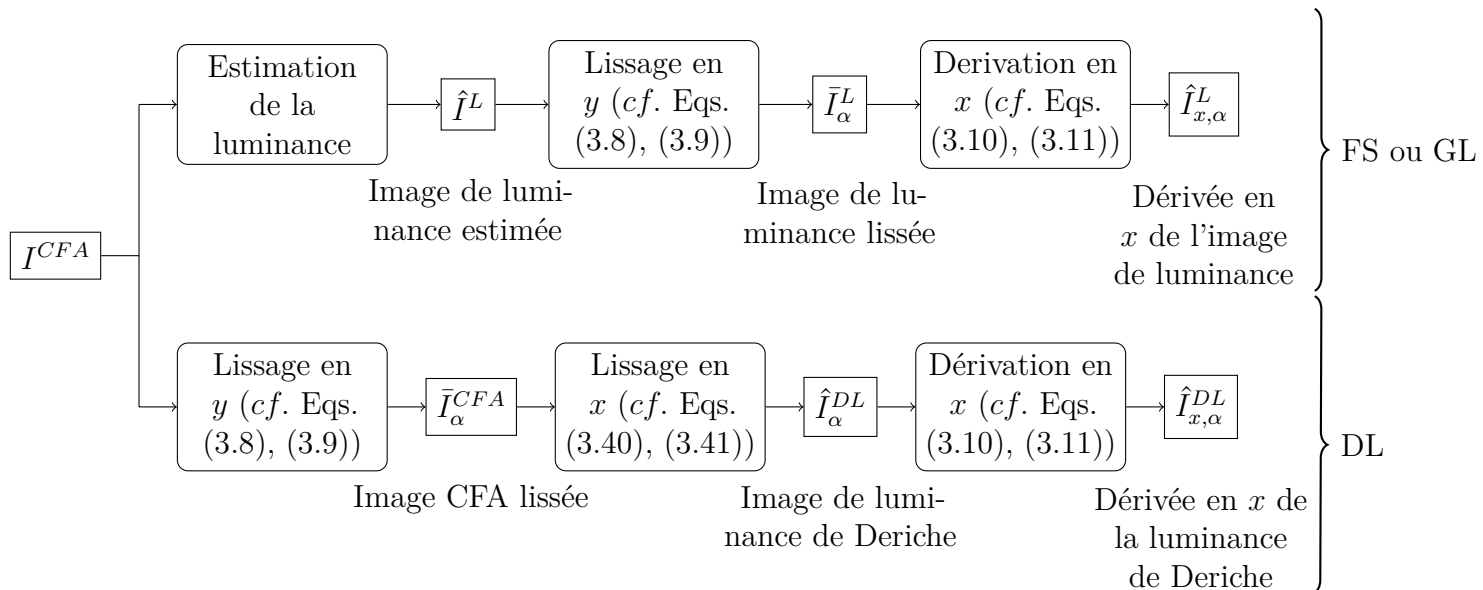 Estimation
de la
luminance
Î^L
Lissage en
y (cf. Eqs.
(3.8), (3.9))
Ī^L_α
Derivation en
x (cf. Eqs.
(3.10), (3.11))
Î^L_{x,α}
FS ou GL
Image de lumi-
nance estimée
Image de lu-
minance lissée
Dérivée en
x de l'image
de luminance
I^{CFA}
Lissage en
y (cf. Eqs.
(3.8), (3.9))
Ī^{CFA}_α
Lissage en
x (cf. Eqs.
(3.40), (3.41))
Î^{DL}_α
Dérivation en
x (cf. Eqs.
(3.10), (3.11))
Î^{DL}_{x,α}
DL
Image CFA lissée
Image de lumi-
nance de Deriche
Dérivée en x de
la luminance
de Deriche